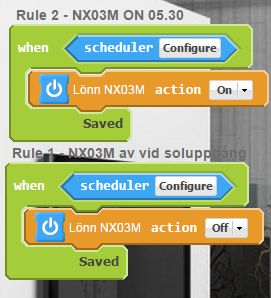 Rule 2 - NX03M ON 05.30
when scheduler Configure
Lönn NX03M action On
Saved
Rule 1 - NX03M av vid soluppgång
when scheduler Configure
Lönn NX03M action Off
Saved